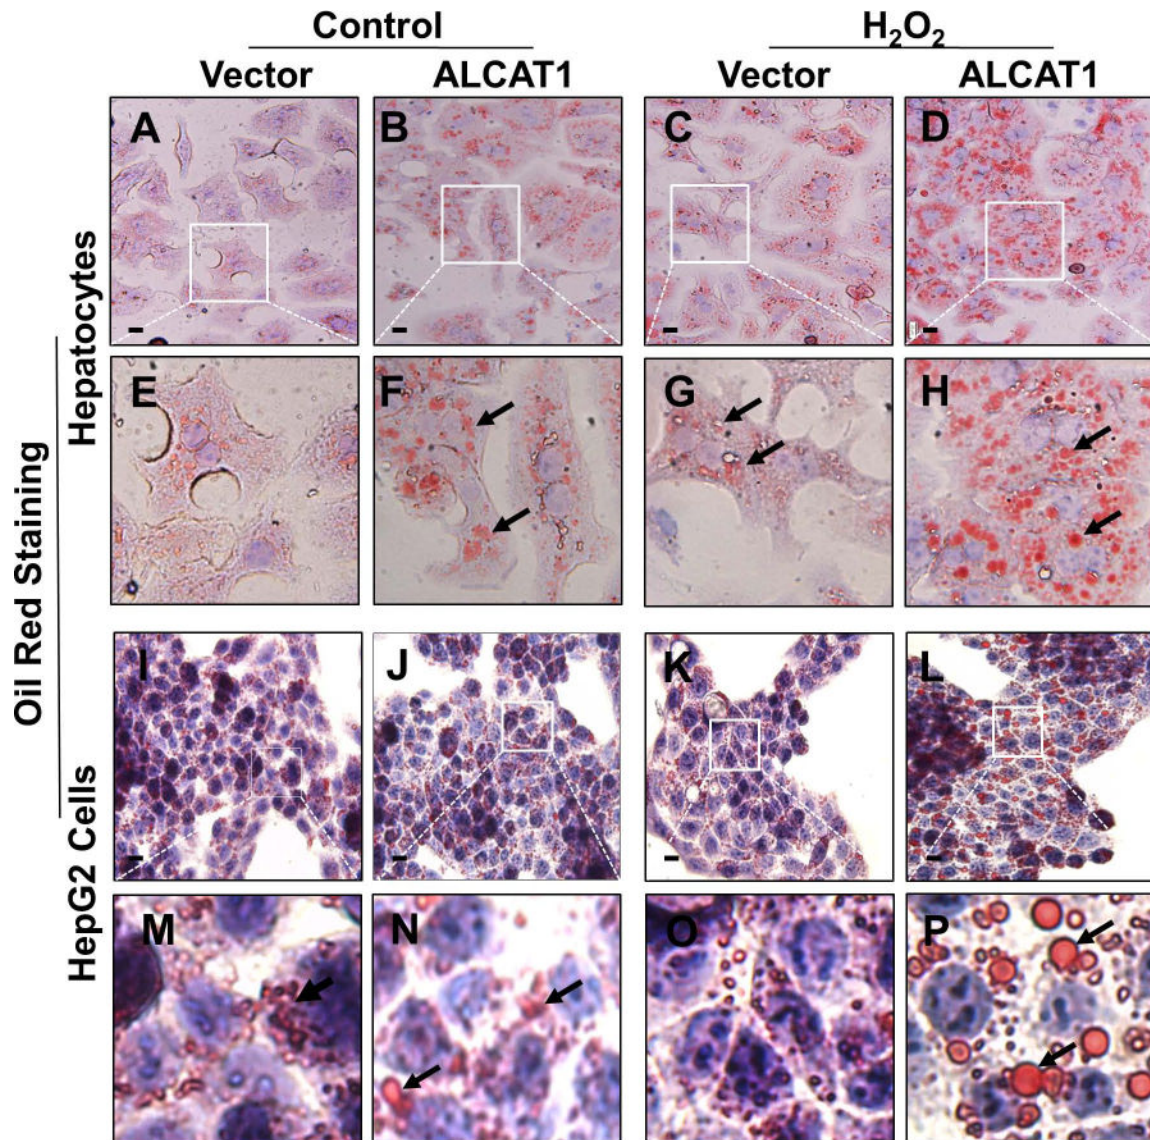 Control H₂O₂
Vector ALCAT1 Vector ALCAT1
A B C D
Hepatocytes
E F G H
Oil Red Staining
I J K L
HepG2 Cells
M N O P